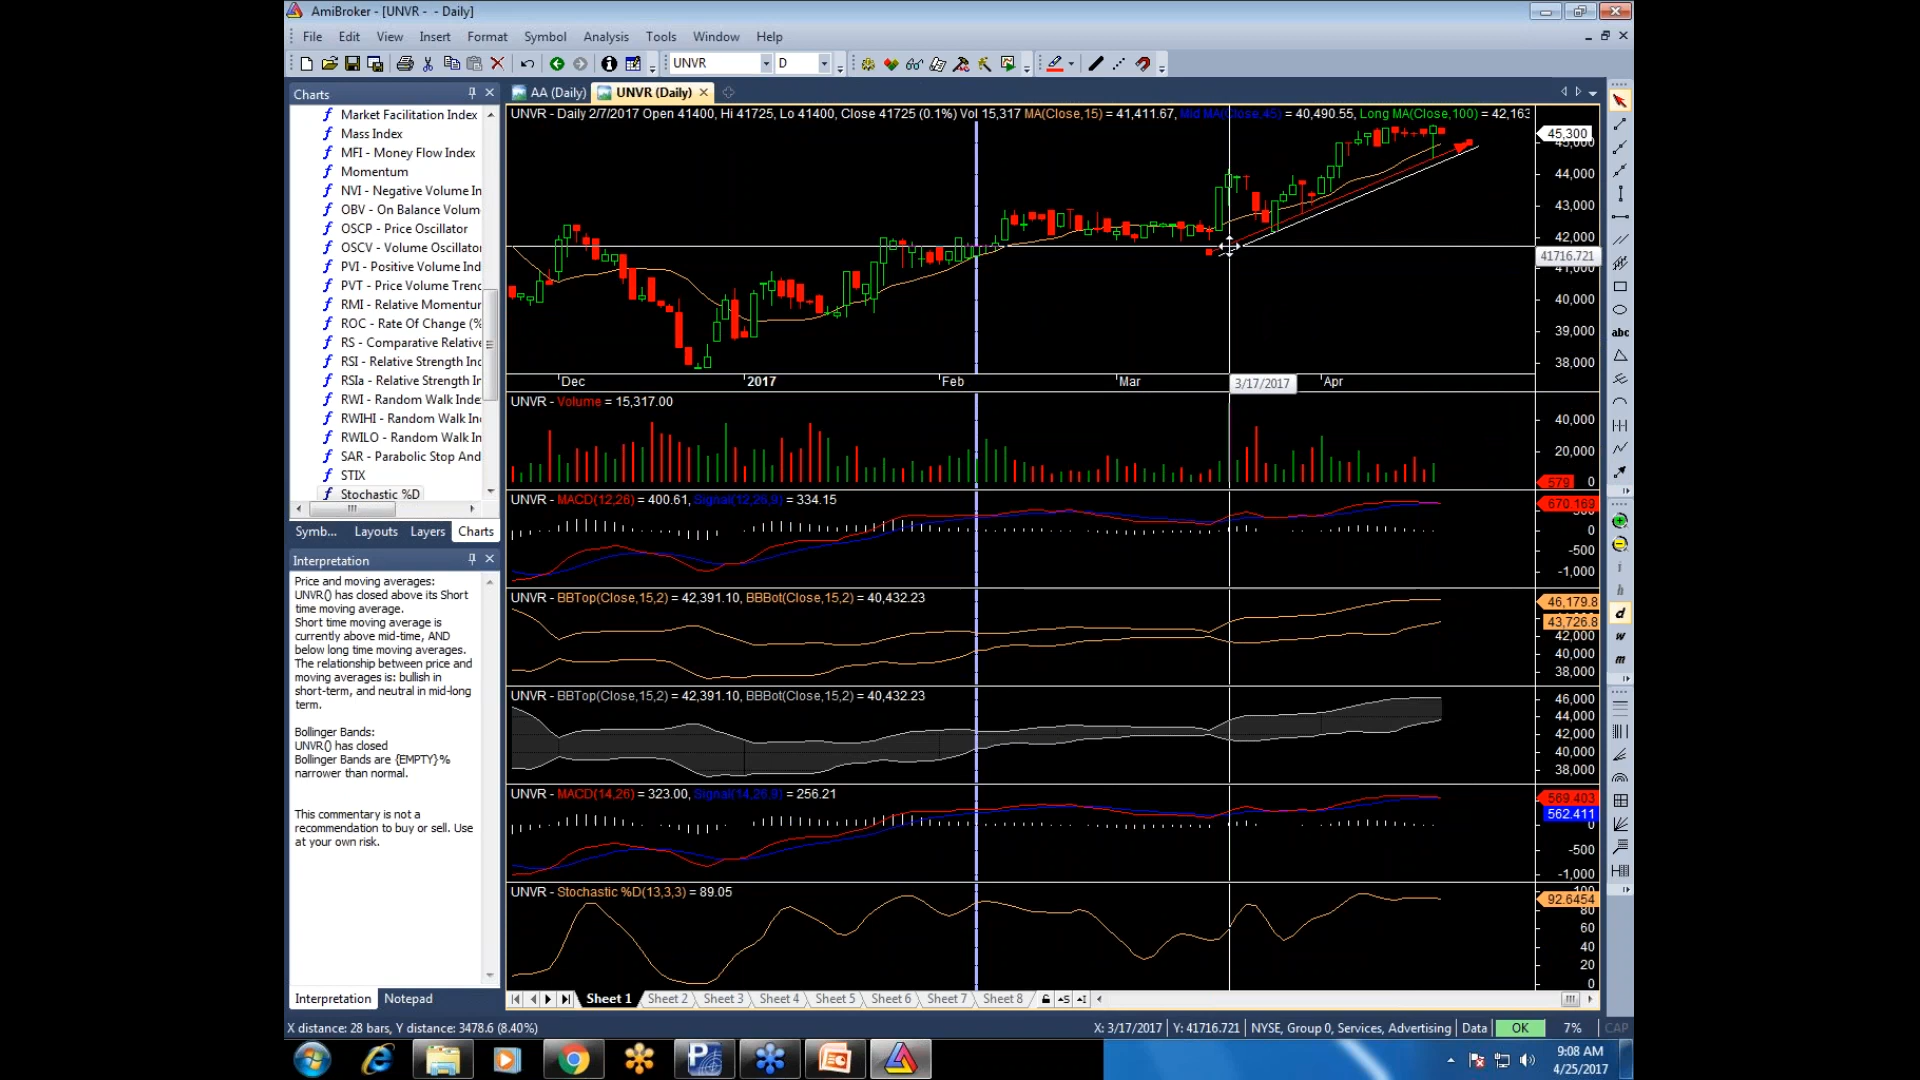 AmiBroker - [UNVR - - Daily]
File Edit View Insert Format Symbol Analysis Tools Window Help
UNVR D
Charts
AA (Daily) UNVR (Daily)
Market Facilitation Index
Mass Index
MFI - Money Flow Index
Momentum
NVI - Negative Volume In
OBV - On Balance Volum
OSCP - Price Oscillator
OSCV - Volume Oscillato
PVI - Positive Volume Ind
PVT - Price Volume Trend
RMI - Relative Momentur
ROC - Rate Of Change (%
RS - Comparative Relative
RSI - Relative Strength Ind
RSIa - Relative Strength In
RWI - Random Walk Inde
RWIHI - Random Walk In
RWILO - Random Walk In
SAR - Parabolic Stop And
STIX
Stochastic %D
Symb... Layouts Layers Charts
Interpretation
Price and moving averages:
UNVR() has closed above its Short
time moving average.
Short time moving average is
currently above mid-time, AND
below long time moving averages.
The relationship between price and
moving averages is: bullish in
short-term, and neutral in mid-long
term.
Bollinger Bands:
UNVR() has closed
Bollinger Bands are {EMPTY}%
narrower than normal.
This commentary is not a
recommendation to buy or sell. Use
at your own risk.
Interpretation Notepad
UNVR - Daily 2/7/2017 Open 41400, Hi 41725, Lo 41400, Close 41725 (0.1%) Vol 15,317 MA(Close,15) = 41,411.67, Mid MA(Close,45) = 40,490.55, Long MA(Close,100) = 42,163
45,300
45,000
44,000
43,000
42,000
41716.721
41,000
40,000
39,000
38,000
Dec 2017 Feb Mar 3/17/2017 Apr
UNVR - Volume = 15,317.00
40,000
20,000
579 0
UNVR - MACD(12,26) = 400.61, Signal(12,26,9) = 334.15
670.169
0
-500
-1,000
UNVR - BBTop(Close,15,2) = 42,391.10, BBBot(Close,15,2) = 40,432.23
46,179.8
43,726.8
42,000
40,000
38,000
UNVR - BBTop(Close,15,2) = 42,391.10, BBBot(Close,15,2) = 40,432.23
46,000
44,000
42,000
40,000
38,000
UNVR - MACD(14,26) = 323.00, Signal(14,26,9) = 256.21
569.403
562.411
0
-500
-1,000
UNVR - Stochastic %D(13,3,3) = 89.05
100
92.6454
80
60
40
20
0
Sheet 1 Sheet 2 Sheet 3 Sheet 4 Sheet 5 Sheet 6 Sheet 7 Sheet 8
abc
i
h
d
w
m
X distance: 28 bars, Y distance: 3478.6 (8.40%) X: 3/17/2017 Y: 41716.721 NYSE, Group 0, Services, Advertising Data OK 7% CAP
9:08 AM
4/25/2017